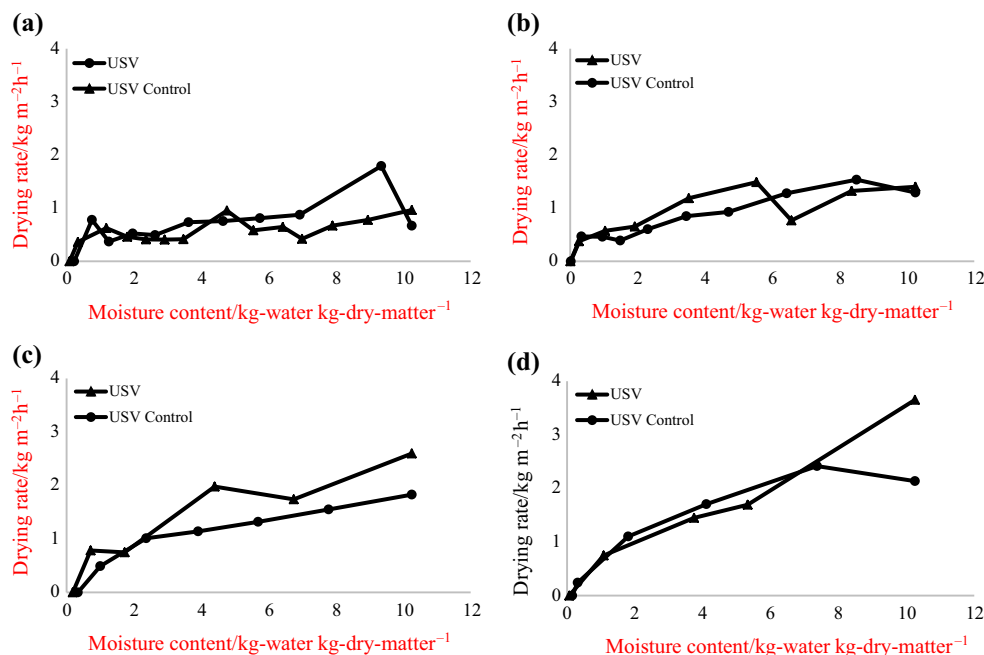 (a)
4
3
2
1
0
Drying rate/kg m⁻²h⁻¹
USV
USV Control
0 2 4 6 8 10 12
Moisture content/kg-water kg-dry-matter⁻¹
(b)
4
3
2
1
0
Drying rate/kg m⁻²h⁻¹
USV
USV Control
0 2 4 6 8 10 12
Moisture content/kg-water kg-dry-matter⁻¹
(c)
4
3
2
1
0
Drying rate/kg m⁻²h⁻¹
USV
USV Control
0 2 4 6 8 10 12
Moisture content/kg-water kg-dry-matter⁻¹
(d)
4
3
2
1
0
Drying rate/kg m⁻²h⁻¹
USV
USV Control
0 2 4 6 8 10 12
Moisture content/kg-water kg-dry-matter⁻¹